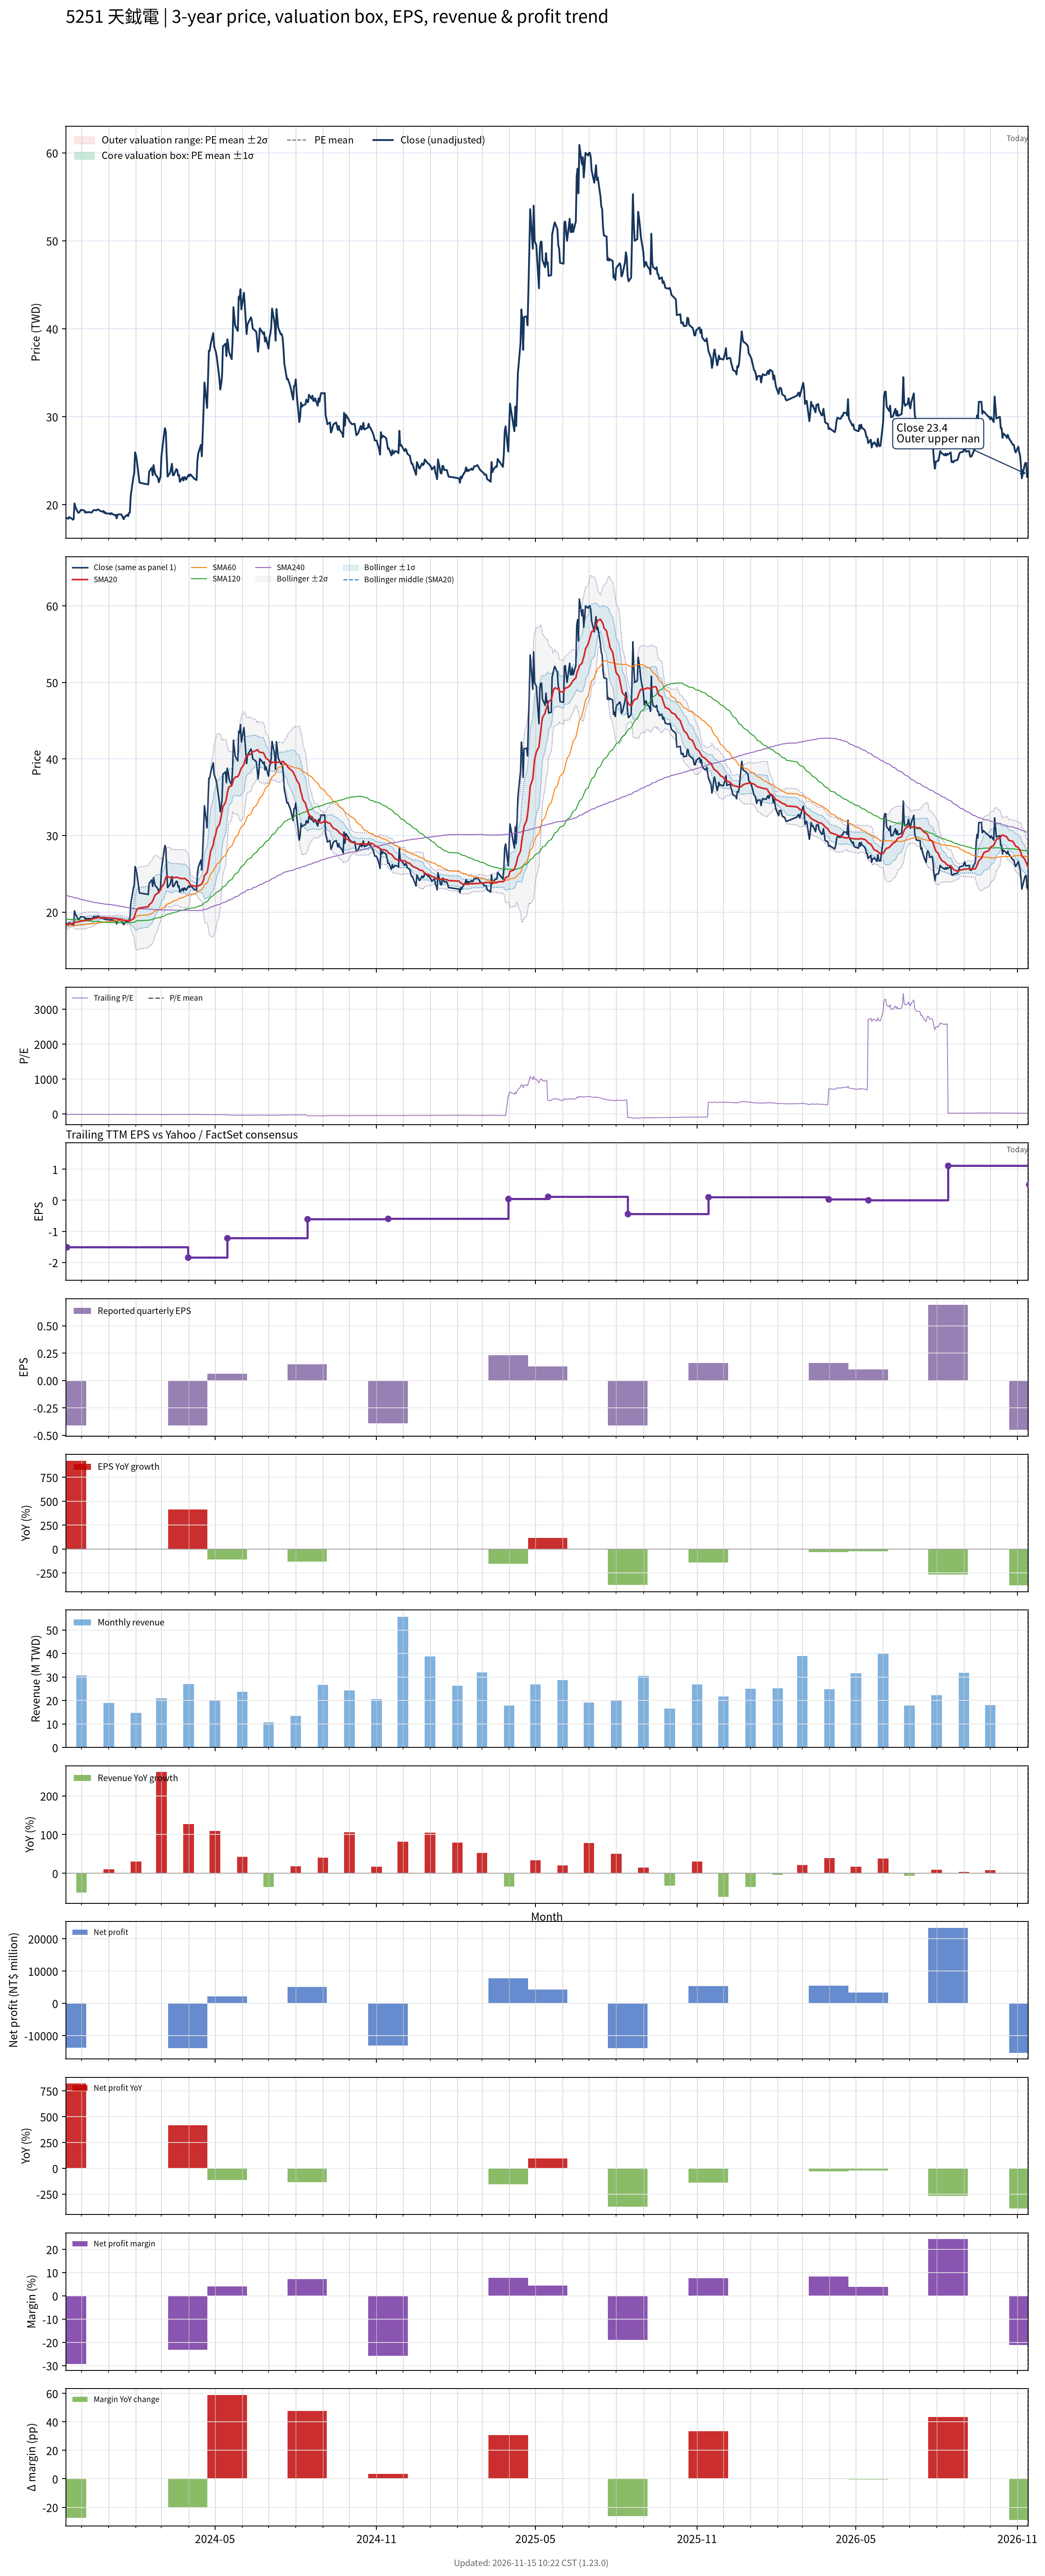 5251 天鉞電 | 3-year price, valuation box, EPS, revenue & profit trend
Outer valuation range: PE mean ±2σ
PE mean
Close (unadjusted)
Core valuation box: PE mean ±1σ
Today
60
50
40
30
20
Price (TWD)
Close 23.4
Outer upper nan
Close (same as panel 1)
SMA60
SMA240
Bollinger ±1σ
SMA20
SMA120
Bollinger ±2σ
Bollinger middle (SMA20)
60
50
40
30
20
Price
Trailing P/E
P/E mean
3000
2000
1000
0
P/E
Trailing TTM EPS vs Yahoo / FactSet consensus
Today
1
0
-1
-2
EPS
Reported quarterly EPS
0.50
0.25
0.00
-0.25
-0.50
EPS
EPS YoY growth
750
500
250
0
-250
YoY (%)
Monthly revenue
50
40
30
20
10
0
Revenue (M TWD)
Revenue YoY growth
200
100
0
YoY (%)
Month
Net profit
20000
10000
0
-10000
Net profit (NT$ million)
Net profit YoY
750
500
250
0
-250
YoY (%)
Net profit margin
20
10
0
-10
-20
-30
Margin (%)
Margin YoY change
60
40
20
0
-20
Δ margin (pp)
2024-05
2024-11
2025-05
2025-11
2026-05
2026-11
Updated: 2026-11-15 10:22 CST (1.23.0)